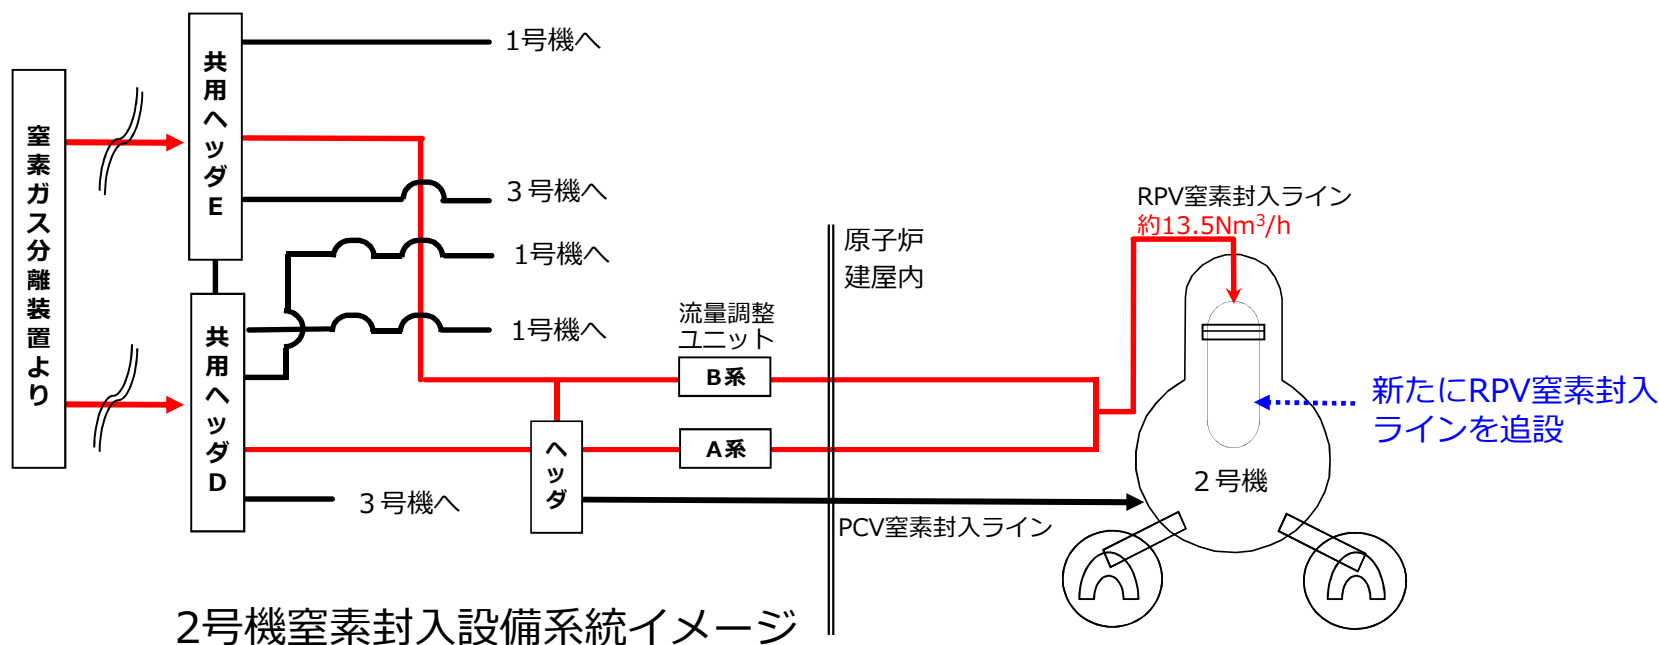 窒素ガス分離装置より
共用ヘッダE
1号機へ
３号機へ
1号機へ
1号機へ
共用ヘッダD
３号機へ
ヘッダ
流量調整
ユニット
B系
A系
原子炉
建屋内
PCV窒素封入ライン
RPV窒素封入ライン
約13.5Nm³/h
新たにRPV窒素封入
ラインを追設
２号機
2号機窒素封入設備系統イメージ